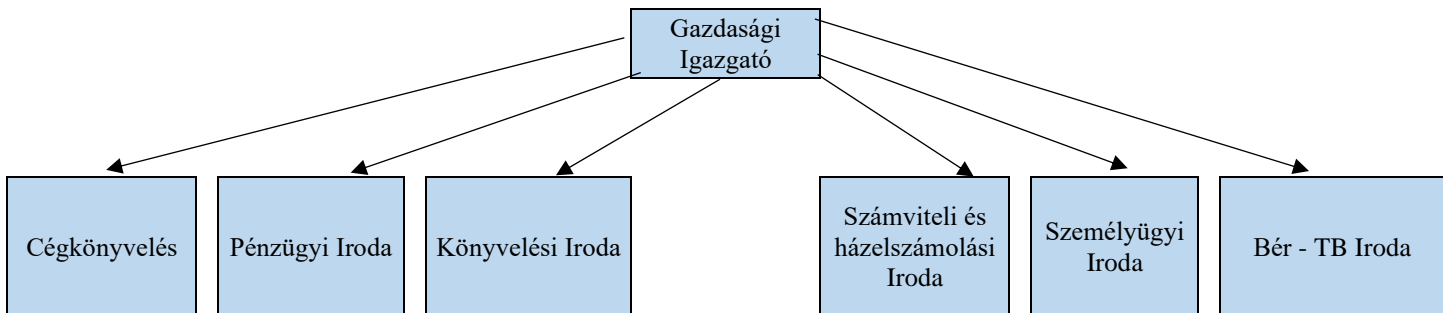 Gazdasági
Igazgató
Cégkönyvelés
Pénzügyi Iroda
Könyvelési Iroda
Számviteli és
házelszámolási
Iroda
Személyügyi
Iroda
Bér - TB Iroda